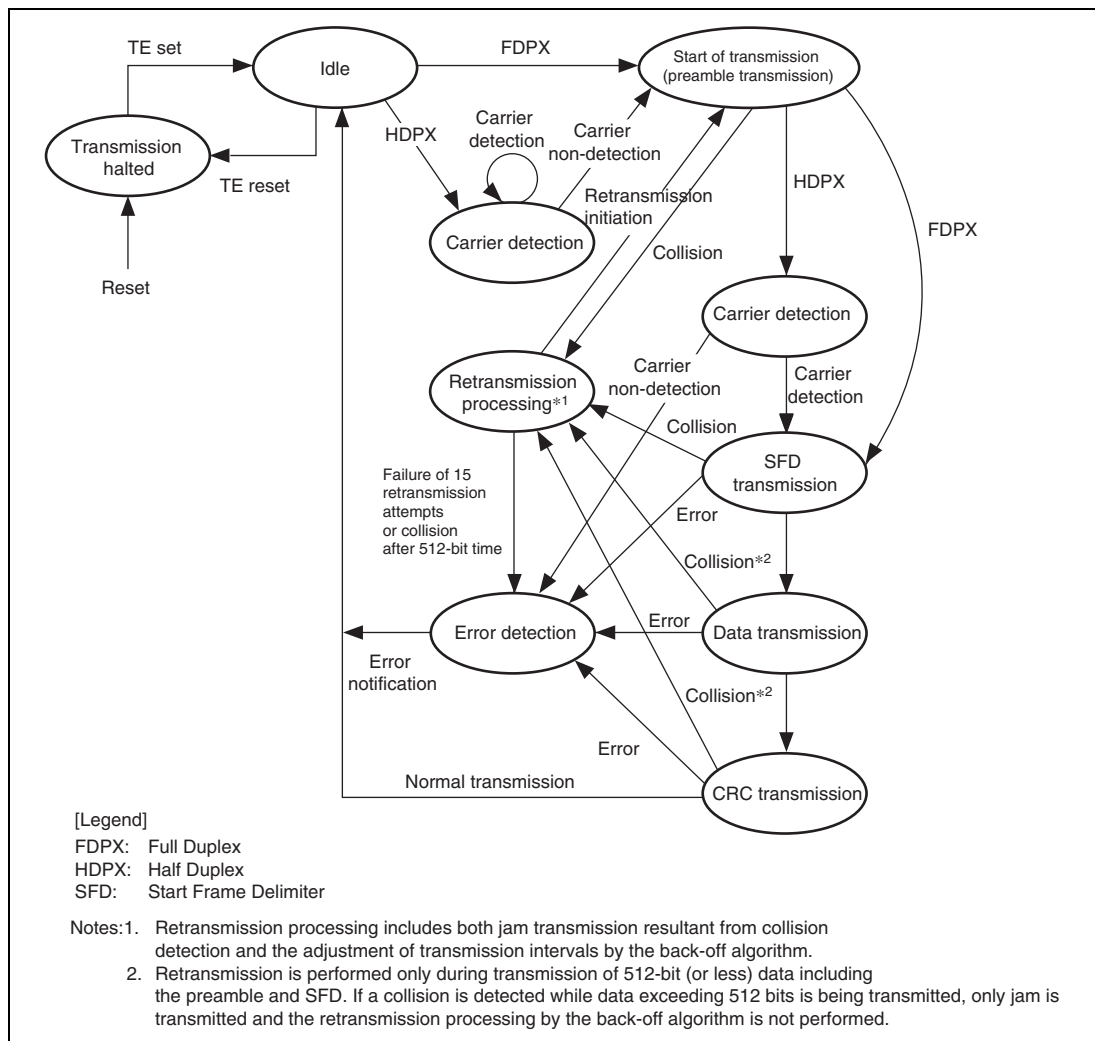 TE set
Idle
FDPX
Start of transmission
(preamble transmission)
Transmission
halted
TE reset
Reset
HDPX
Carrier
detection
Carrier
non-detection
Retransmission
initiation
Carrier detection
Collision
HDPX
FDPX
Carrier detection
Carrier
non-detection
Carrier
detection
Retransmission
processing*1
Collision
SFD
transmission
Failure of 15
retransmission
attempts
or collision
after 512-bit time
Error
Collision*2
Error detection
Error
Data transmission
Error
notification
Collision*2
Error
Normal transmission
CRC transmission
[Legend]
FDPX: Full Duplex
HDPX: Half Duplex
SFD: Start Frame Delimiter
Notes:1. Retransmission processing includes both jam transmission resultant from collision
detection and the adjustment of transmission intervals by the back-off algorithm.
2. Retransmission is performed only during transmission of 512-bit (or less) data including
the preamble and SFD. If a collision is detected while data exceeding 512 bits is being transmitted, only jam is
transmitted and the retransmission processing by the back-off algorithm is not performed.